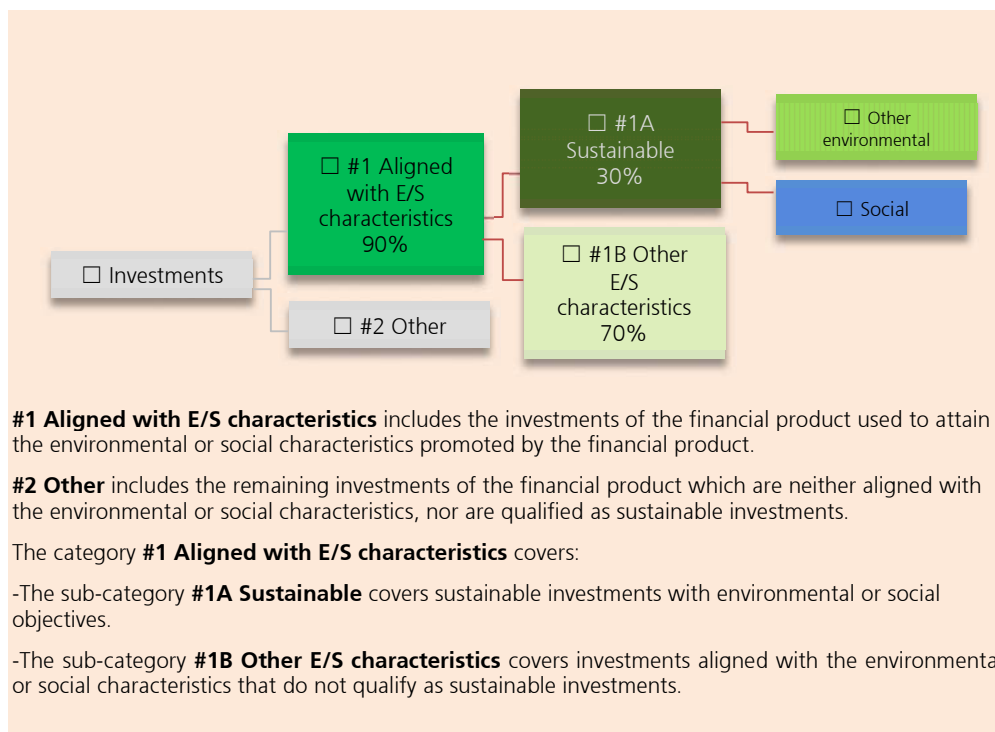 ☐ Investments
☐ #1 Aligned
with E/S
characteristics
90%
☐ #2 Other
☐ #1A
Sustainable
30%
☐ #1B Other
E/S
characteristics
70%
☐ Other
environmental
☐ Social
#1 Aligned with E/S characteristics includes the investments of the financial product used to attain
the environmental or social characteristics promoted by the financial product.
#2 Other includes the remaining investments of the financial product which are neither aligned with
the environmental or social characteristics, nor are qualified as sustainable investments.
The category #1 Aligned with E/S characteristics covers:
-The sub-category #1A Sustainable covers sustainable investments with environmental or social
objectives.
-The sub-category #1B Other E/S characteristics covers investments aligned with the environmenta
or social characteristics that do not qualify as sustainable investments.